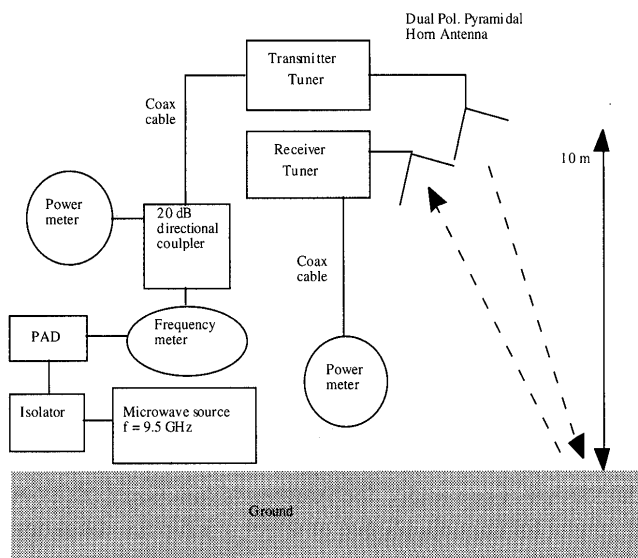 Dual Pol. Pyramidal
Horn Antenna
Transmitter
Tuner
Coax
cable
Receiver
Tuner
10 m
Power
meter
20 dB
directional
coulpler
Coax
cable
PAD
Frequency
meter
Power
meter
Isolator
Microwave source
f = 9.5 GHz
Ground